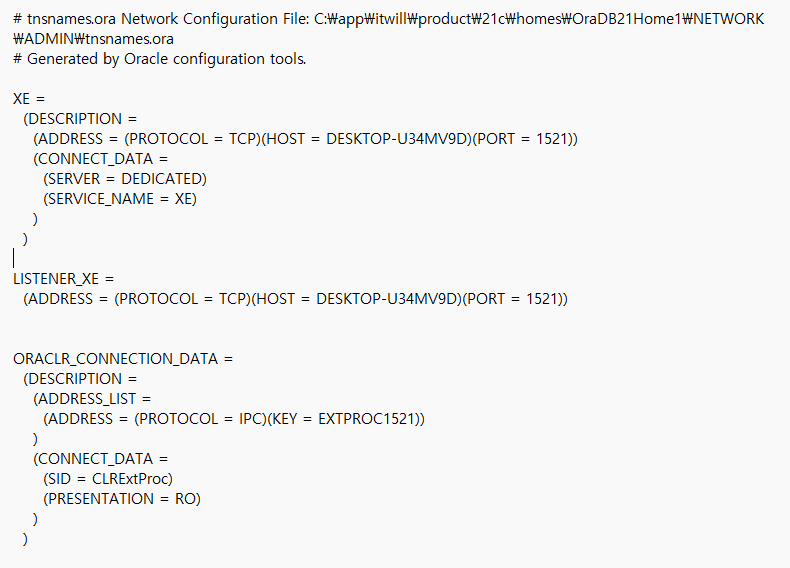 # tnsnames.ora Network Configuration File: C:₩app₩itwill₩product₩21c₩homes₩OraDB21Home1₩NETWORK
₩ADMIN₩tnsnames.ora
# Generated by Oracle configuration tools.

XE =
  (DESCRIPTION =
    (ADDRESS = (PROTOCOL = TCP)(HOST = DESKTOP-U34MV9D)(PORT = 1521))
    (CONNECT_DATA =
      (SERVER = DEDICATED)
      (SERVICE_NAME = XE)
    )
  )

LISTENER_XE =
  (ADDRESS = (PROTOCOL = TCP)(HOST = DESKTOP-U34MV9D)(PORT = 1521))


ORACLR_CONNECTION_DATA =
  (DESCRIPTION =
    (ADDRESS_LIST =
      (ADDRESS = (PROTOCOL = IPC)(KEY = EXTPROC1521))
    )
    (CONNECT_DATA =
      (SID = CLRExtProc)
      (PRESENTATION = RO)
    )
  )